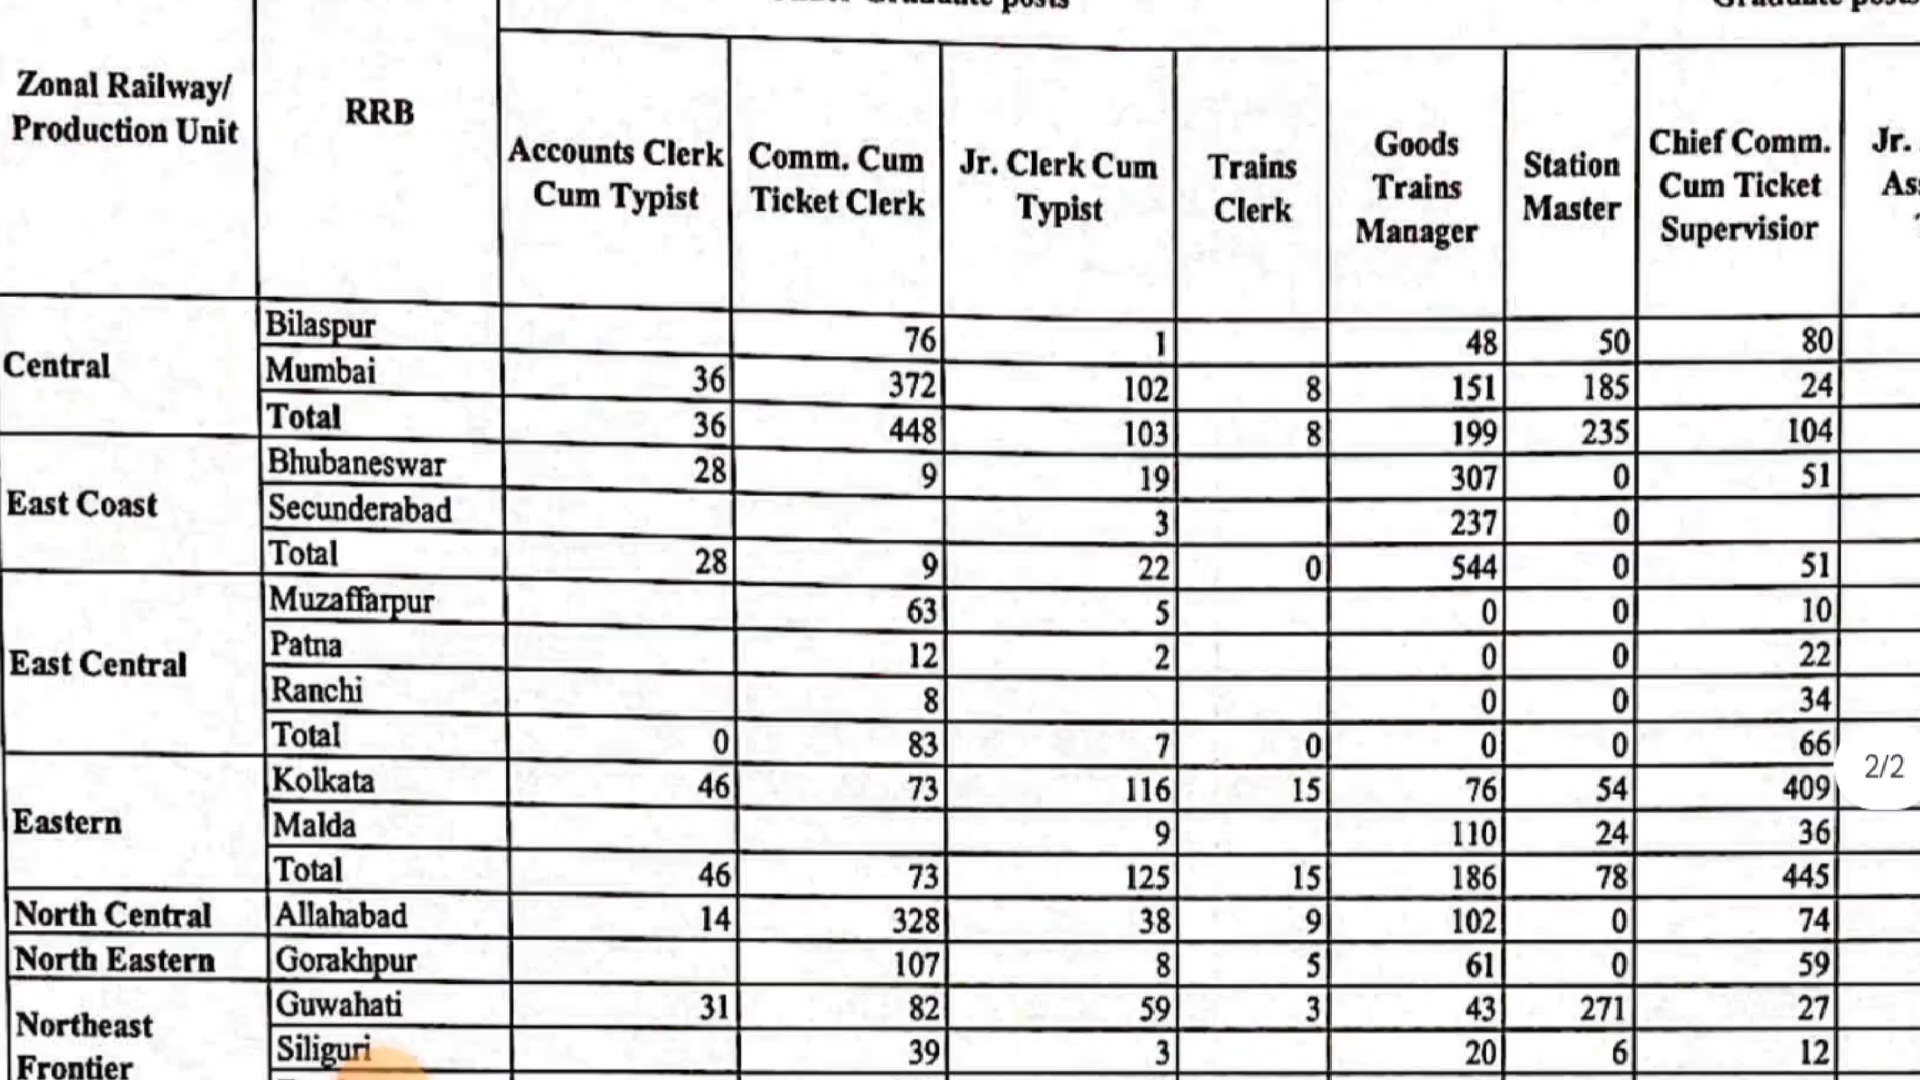 Graduate posts
Graduate posts
Zonal Railway/ Production Unit RRB Accounts Clerk Cum Typist Comm. Cum Ticket Clerk Jr. Clerk Cum Typist Trains Clerk Goods Trains Manager Station Master Chief Comm. Cum Ticket Supervisior Jr.
Central Bilaspur 76 1 48 50 80
Mumbai 36 372 102 8 151 185 24
Total 36 448 103 8 199 235 104
East Coast Bhubaneswar 28 9 19 307 0 51
Secunderabad 3 237 0
Total 28 9 22 0 544 0 51
East Central Muzaffarpur 63 5 0 0 10
Patna 12 2 0 0 22
Ranchi 8 0 0 34
Total 0 83 7 0 0 0 66
2/2
Eastern Kolkata 46 73 116 15 76 54 409
Malda 9 110 24 36
Total 46 73 125 15 186 78 445
North Central Allahabad 14 328 38 9 102 0 74
North Eastern Gorakhpur 107 8 5 61 0 59
Northeast Frontier Guwahati 31 82 59 3 43 271 27
Siliguri 39 3 20 6 12